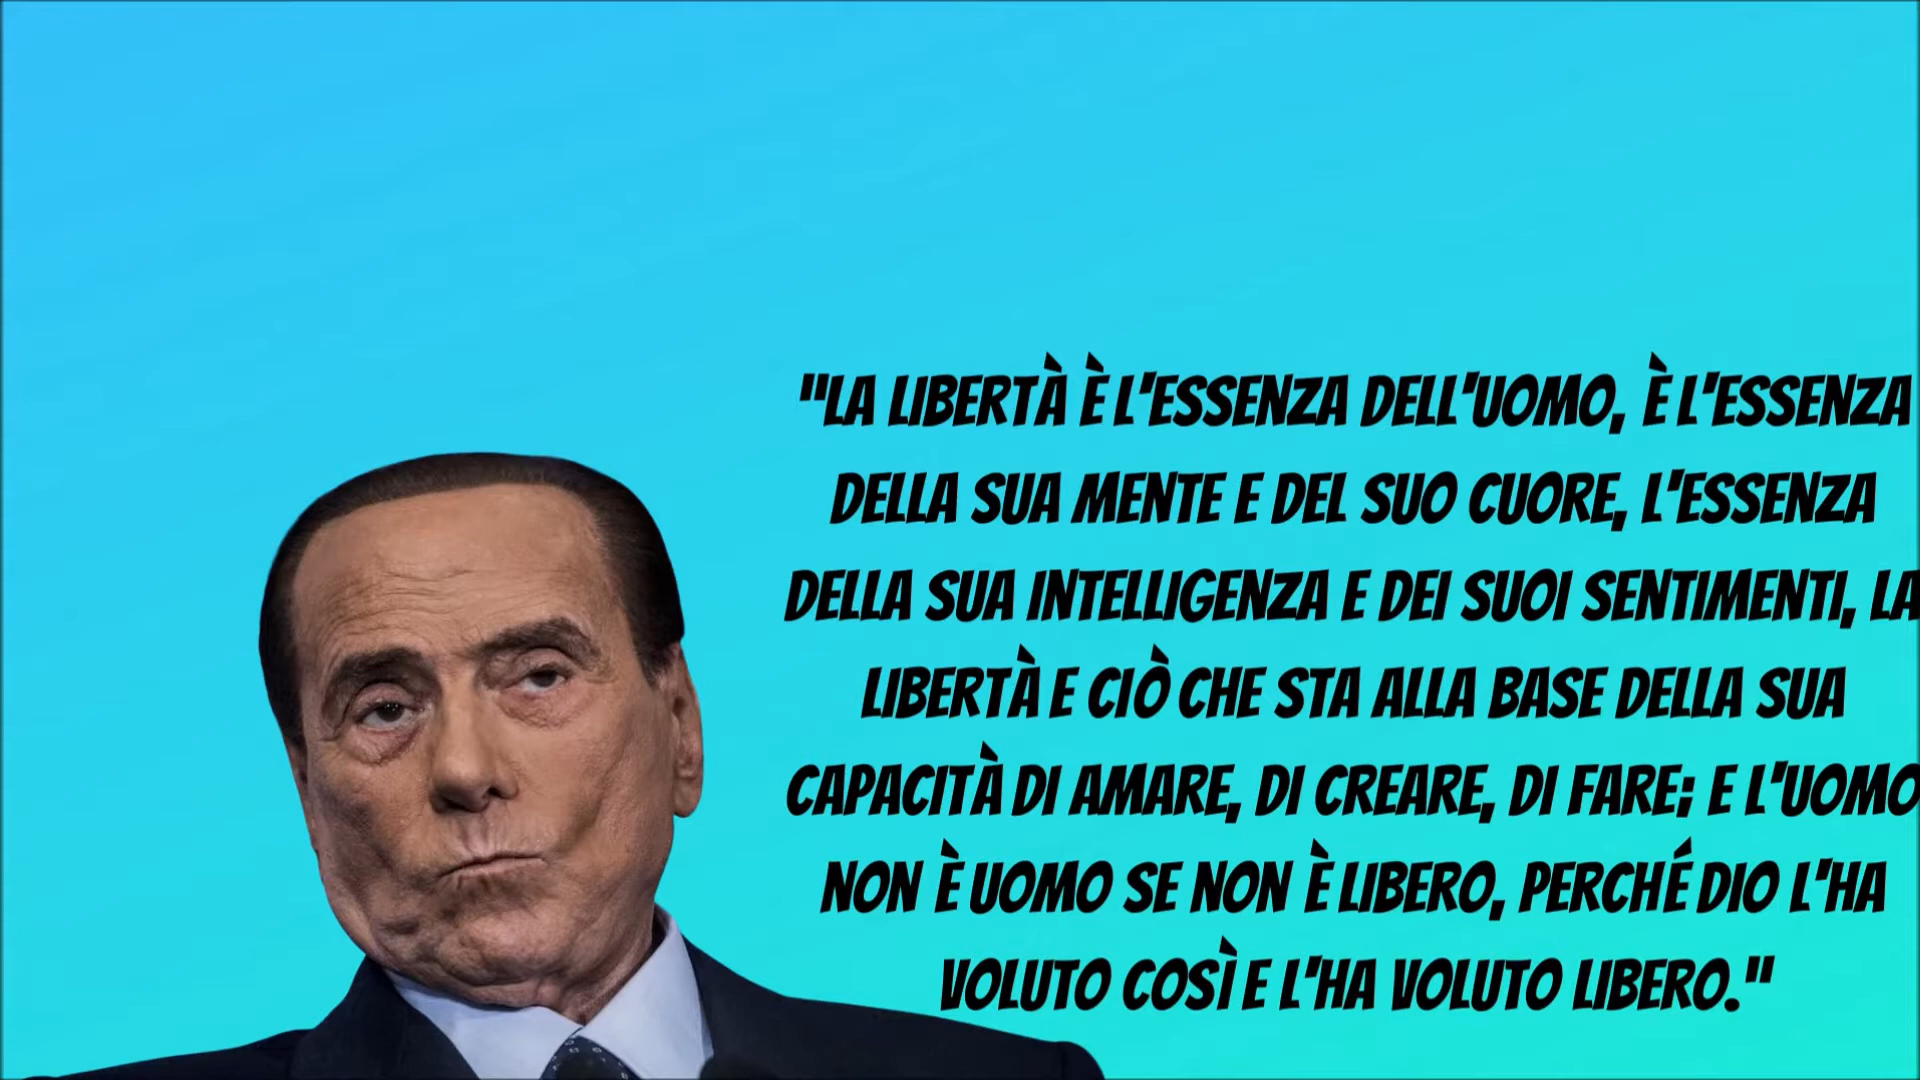 "LA LIBERTÀ È L'ESSENZA DELL'UOMO, È L'ESSENZA
DELLA SUA MENTE E DEL SUO CUORE, L'ESSENZA
DELLA SUA INTELLIGENZA E DEI SUOI SENTIMENTI, LA
LIBERTÀ E CIÒ CHE STA ALLA BASE DELLA SUA
CAPACITÀ DI AMARE, DI CREARE, DI FARE; E L'UOMO
NON È UOMO SE NON È LIBERO, PERCHÉ DIO L'HA
VOLUTO COSÌ E L'HA VOLUTO LIBERO."